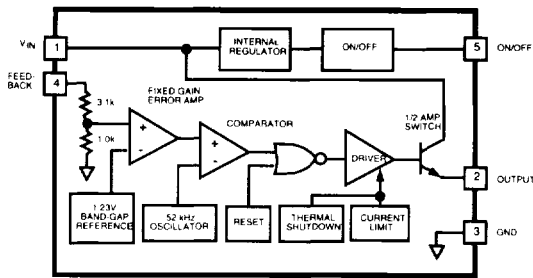 VIN
1
INTERNAL
REGULATOR
ON/OFF
5
ON/OFF
FEED-
BACK
4
3.1k
1.0k
FIXED GAIN
ERROR AMP
COMPARATOR
1/2 AMP
SWITCH
+
-
+
-
DRIVER
2
OUTPUT
1.23V
BAND-GAP
REFERENCE
52 kHz
OSCILLATOR
RESET
THERMAL
SHUTDOWN
CURRENT
LIMIT
3
GND